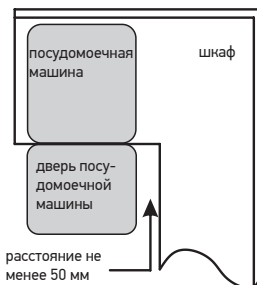 посудомоечная
машина
шкаф
дверь посу-
домоечной
машины
расстояние не
менее 50 мм